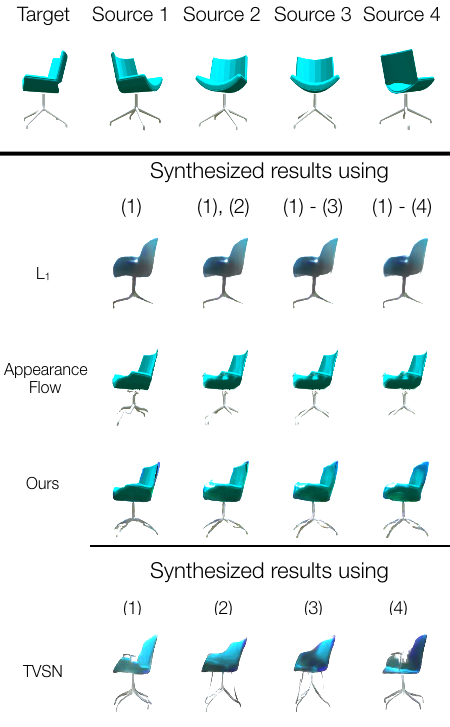 Target Source 1 Source 2 Source 3 Source 4
Synthesized results using
(1) (1), (2) (1) - (3) (1) - (4)
L₁
Appearance
Flow
Ours
Synthesized results using
(1) (2) (3) (4)
TVSN